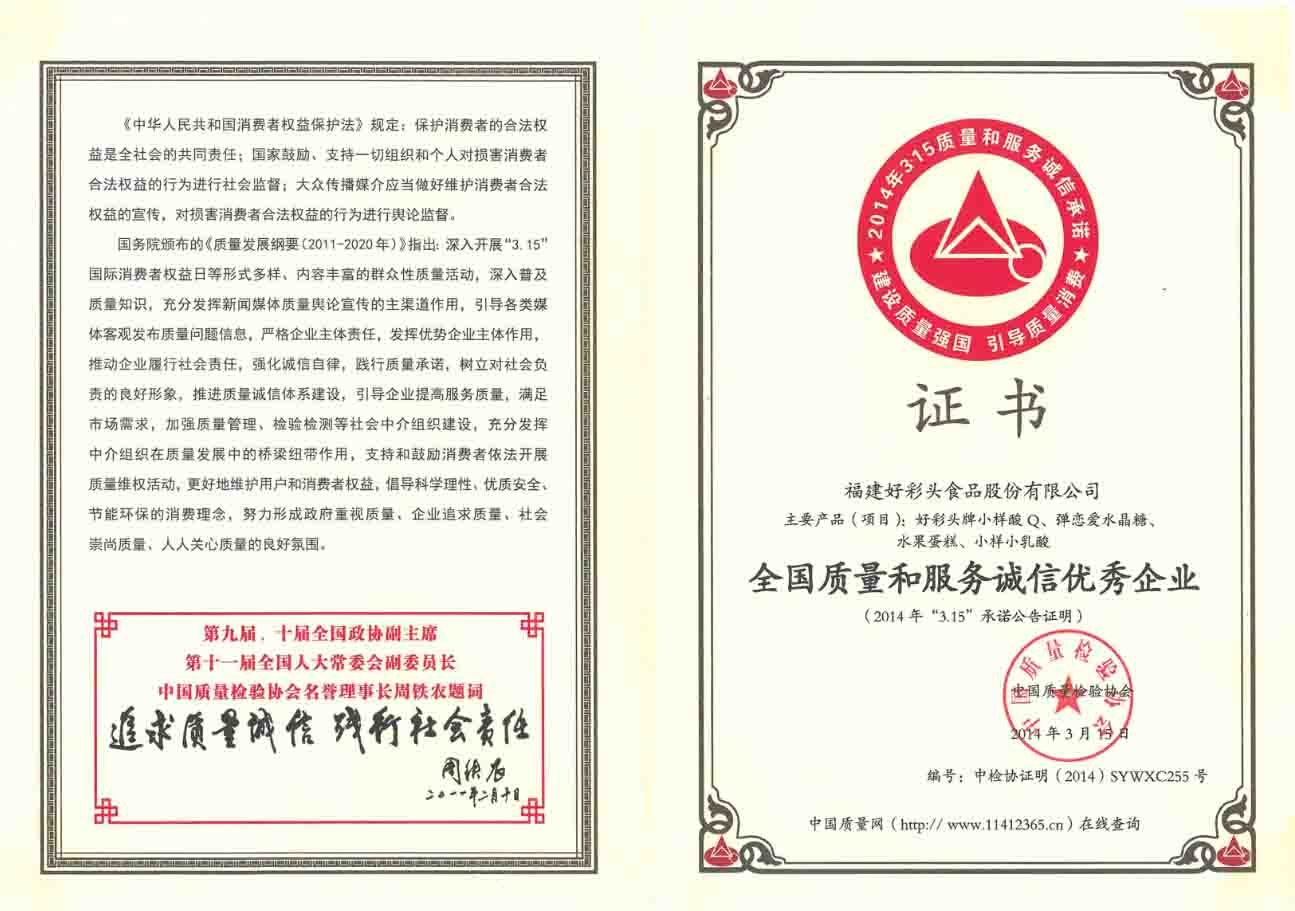 《中华人民共和国消费者权益保护法》规定：保护消费者的合法权
益是全社会的共同责任；国家鼓励、支持一切组织和个人对损害消费者
合法权益的行为进行社会监督；大众传播媒介应当做好维护消费者合法
权益的宣传，对损害消费者合法权益的行为进行舆论监督。
国务院颁布的《质量发展纲要（2011-2020年）》指出：深入开展“3.15”
国际消费者权益日等形式多样、内容丰富的群众性质量活动，深入普及
质量知识，充分发挥新闻媒体质量舆论宣传的主渠道作用，引导各类媒
体客观发布质量问题信息，严格企业主体责任，发挥优势企业主体作用，
推动企业履行社会责任，强化诚信自律，践行质量承诺，树立对社会负
责的良好形象。推进质量诚信体系建设，引导企业提高服务质量，满足
市场需求，加强质量管理、检验检测等社会中介组织建设，充分发挥
中介组织在质量发展中的桥梁纽带作用，支持和鼓励消费者依法开展
质量维权活动，更好地维护用户和消费者权益，倡导科学理性、优质安全、
节能环保的消费理念，努力形成政府重视质量、企业追求质量、社会
崇尚质量、人人关心质量的良好氛围。
第九届、十届全国政协副主席
第十一届全国人大常委会副委员长
中国质量检验协会名誉理事长周铁农题词
追求质量诚信 践行社会责任
周铁农
二〇一一年二月十日
2014年3·15质量和服务诚信承诺
建设质量强国 引导质量消费
证书
福建好彩头食品股份有限公司
主要产品（项目）：好彩头牌小样酸Q、弹恋爱水晶糖、
水果蛋糕、小样小乳酸
全国质量和服务诚信优秀企业
（2014年“3.15”承诺公告证明）
中国质量检验协会
中国质量检验协会
2014年3月15日
编号：中检协证明（2014）SYWXC255号
中国质量网（http:// www.11412365.cn）在线查询